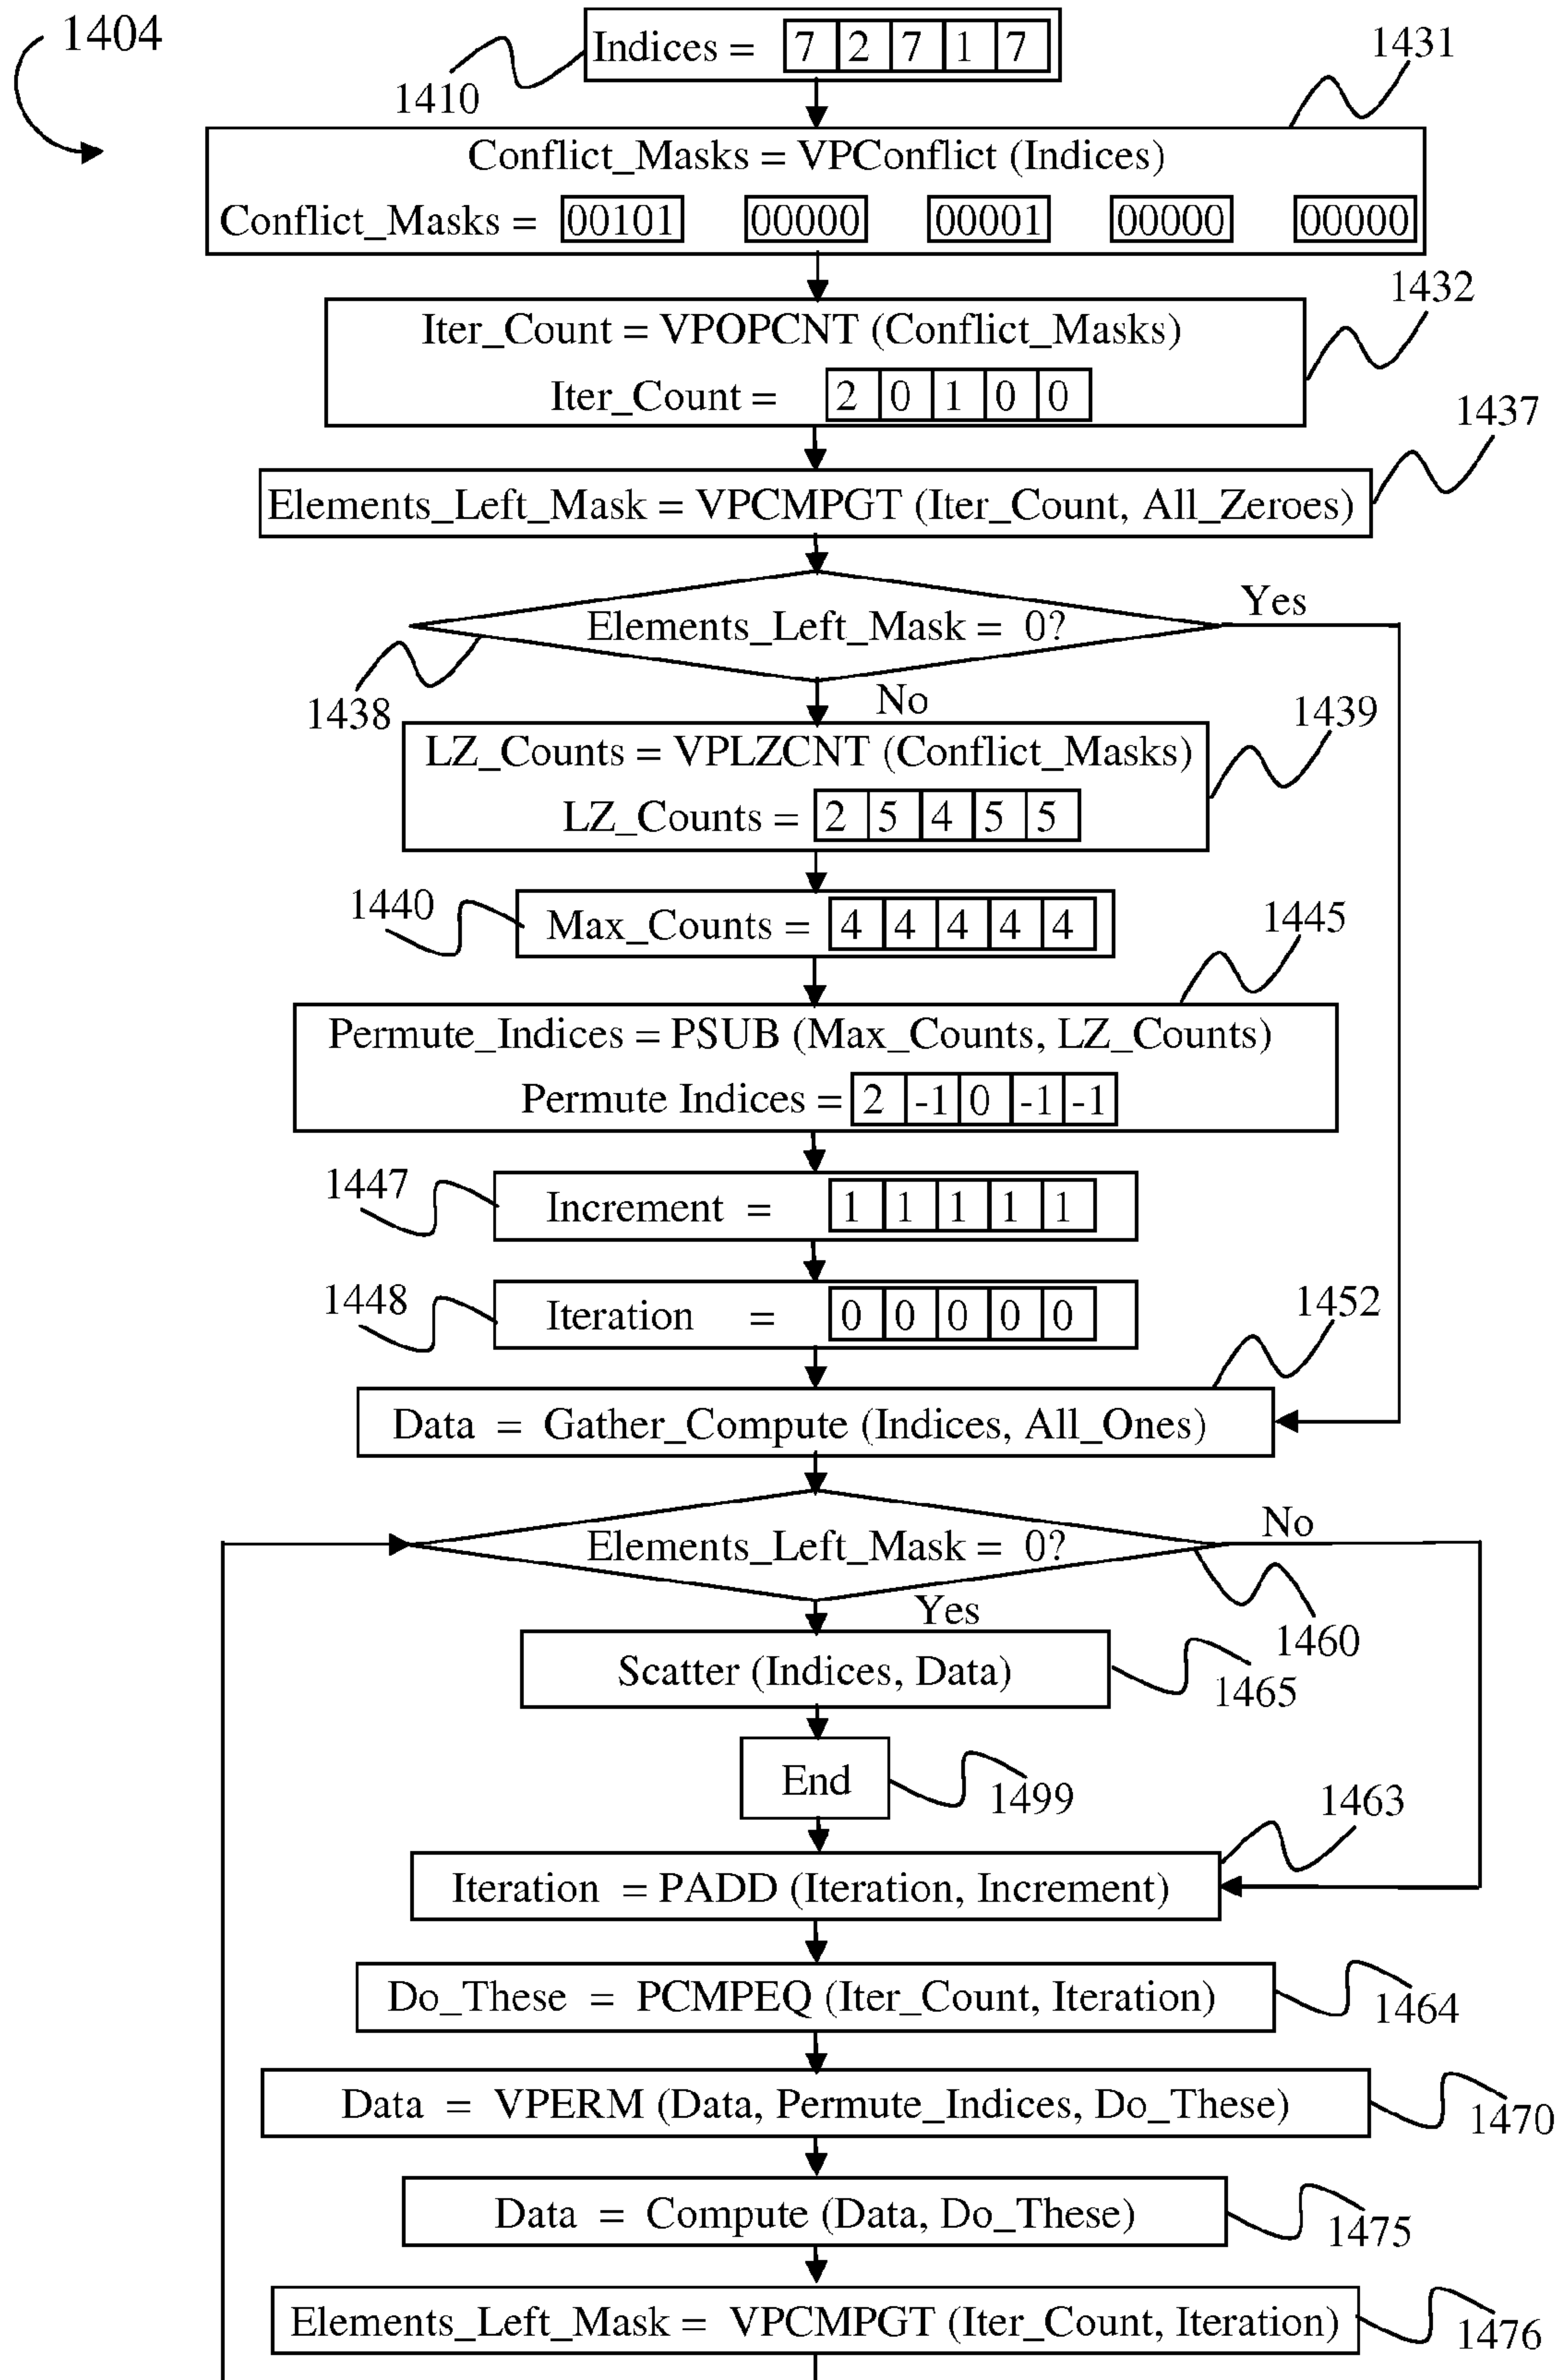 1404
Indices = 7 2 7 1 7
1410
1431
Conflict_Masks = VPConflict (Indices)
Conflict_Masks = 00101 00000 00001 00000 00000
1432
Iter_Count = VPOPCNT (Conflict_Masks)
Iter_Count = 2 0 1 0 0
1437
Elements_Left_Mask = VPCMPGT (Iter_Count, All_Zeroes)
Elements_Left_Mask = 0?
Yes
1438
No
1439
LZ_Counts = VPLZCNT (Conflict_Masks)
LZ_Counts = 2 5 4 5 5
1440
Max_Counts = 4 4 4 4 4
1445
Permute_Indices = PSUB (Max_Counts, LZ_Counts)
Permute Indices = 2 -1 0 -1 -1
1447
Increment = 1 1 1 1 1
1448
Iteration = 0 0 0 0 0
1452
Data = Gather_Compute (Indices, All_Ones)
Elements_Left_Mask = 0?
No
Yes
1460
Scatter (Indices, Data)
1465
End
1499
1463
Iteration = PADD (Iteration, Increment)
Do_These = PCMPEQ (Iter_Count, Iteration)
1464
Data = VPERM (Data, Permute_Indices, Do_These)
1470
Data = Compute (Data, Do_These)
1475
Elements_Left_Mask = VPCMPGT (Iter_Count, Iteration)
1476